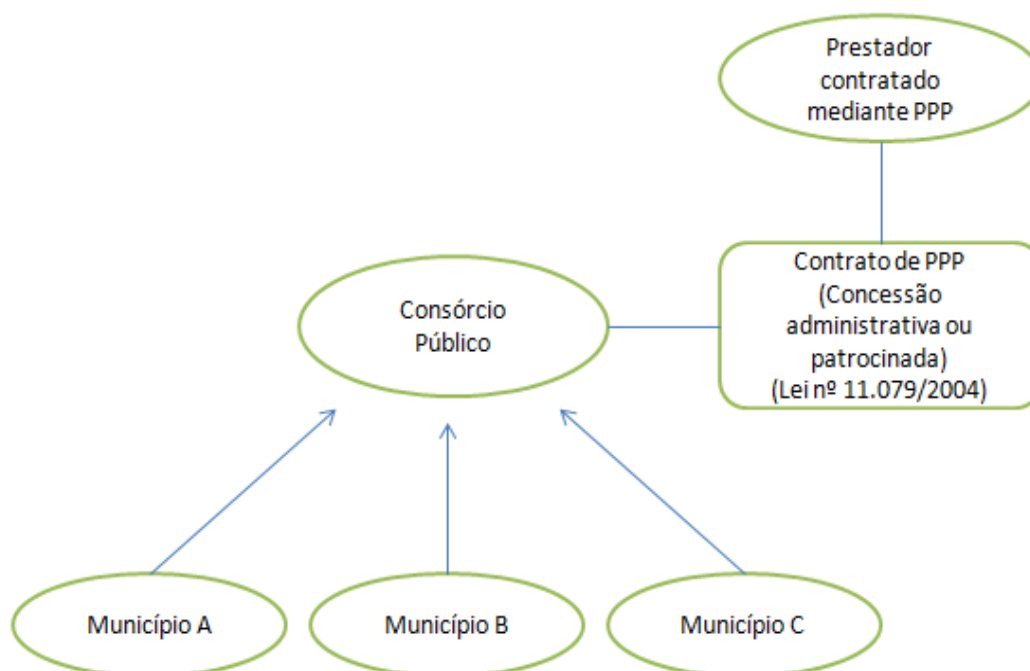 Prestador
contratado
mediante PPP
Contrato de PPP
(Concessão
administrativa ou
patrocinada)
(Lei nº 11.079/2004)
Consórcio
Público
Município A
Município B
Município C